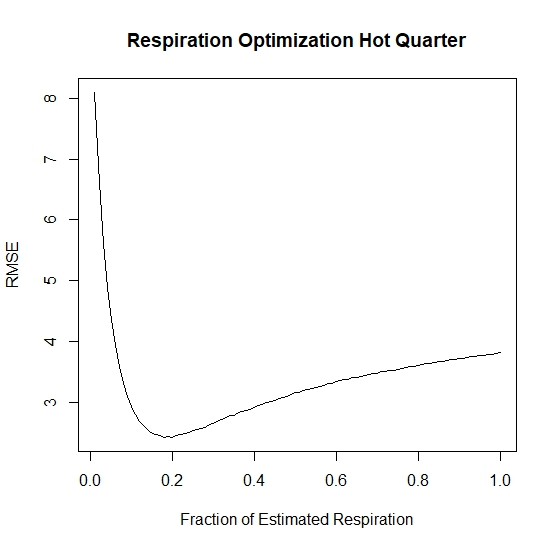 Respiration Optimization Hot Quarter
RMSE
8
7
6
5
4
3
0.0 0.2 0.4 0.6 0.8 1.0
Fraction of Estimated Respiration